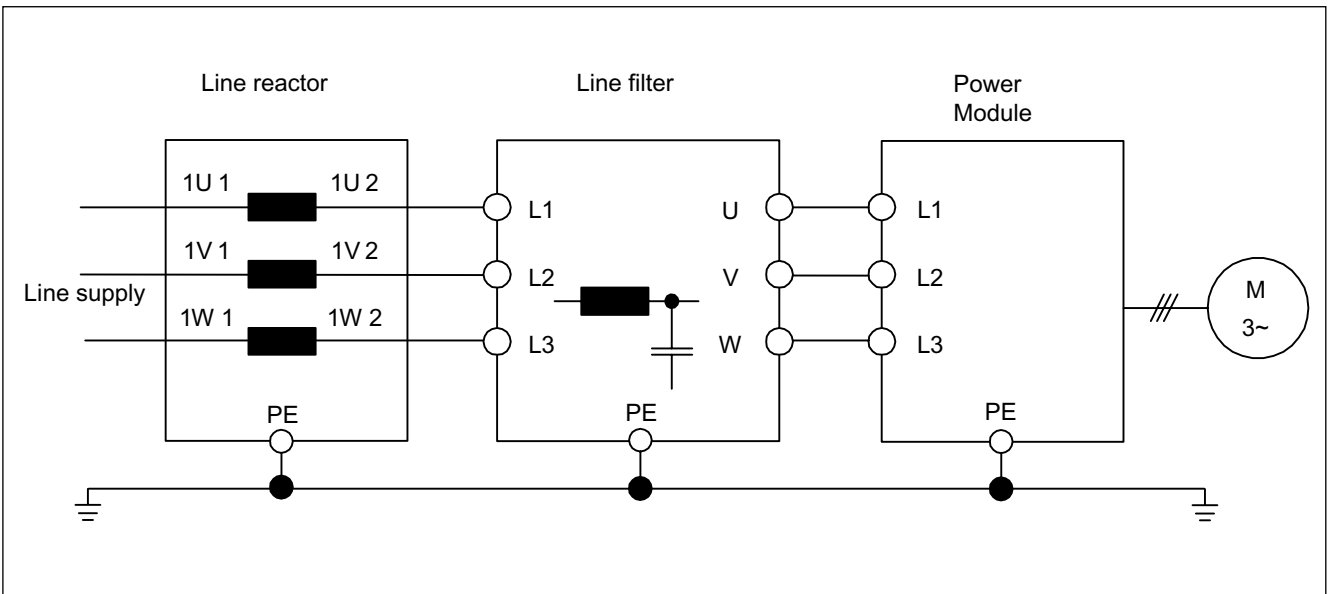 Line reactor
Line filter
Power
Module
1U 1
1U 2
L1
U
L1
1V 1
1V 2
L2
V
L2
Line supply
M
3~
1W 1
1W 2
L3
W
L3
PE
PE
PE